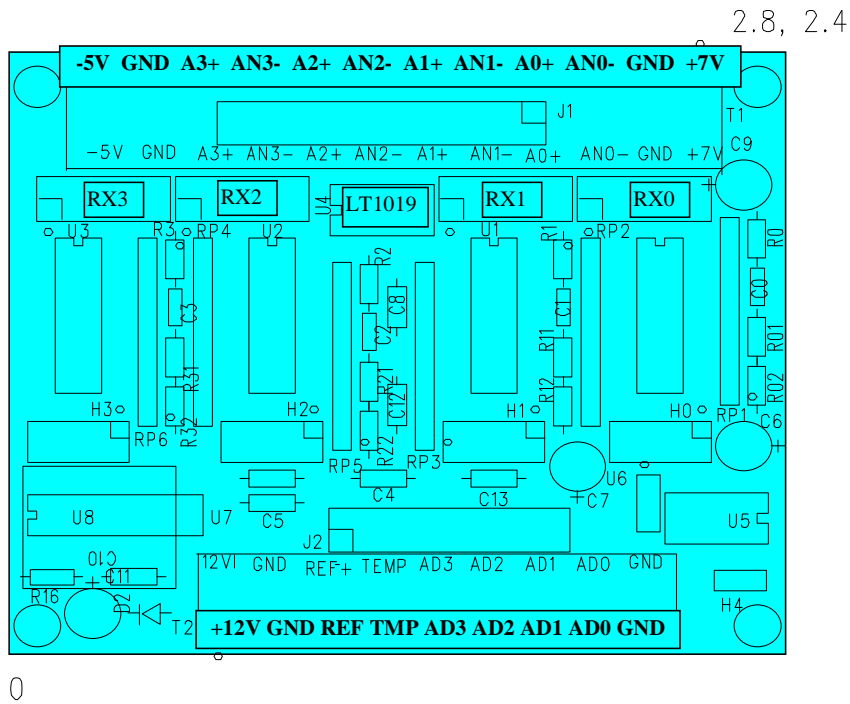 2.8, 2.4
-5V GND A3+ AN3- A2+ AN2- A1+ AN1- A0+ AN0- GND +7V
J1
T1
-5V GND A3+ AN3- A2+ AN2- A1+ AN1- A0+ AN0- GND +7V
C9
RX3 RX2 U4 LT1019 RX1 RX0
U3 R3 RP4 U2 R2 U1 R1 RP2 R0
C3 C2 C8 C1 C0
R31 R21 R11 R01
H3 R32 H2 R22 C12 H1 R12 H0 RP1 R02 C6
RP6 RP5 RP3
C4 C13 C7 U6
U8 U7 C5 U5
J2
12VI GND REF+ TEMP AD3 AD2 AD1 AD0 GND
C10
C11
R16 D2 H4
T2
+12V GND REF TMP AD3 AD2 AD1 AD0 GND
0